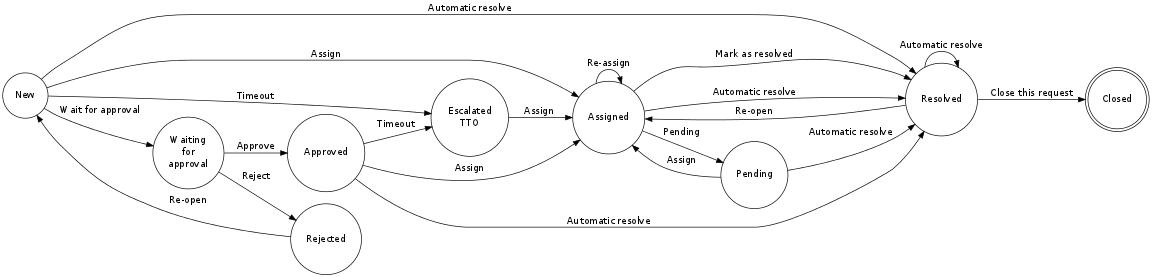 Automatic resolve
Assign
Re-assign
Mark as resolved
Automatic resolve
New
Timeout
Wait for approval
Escalated
TTO
Assign
Assigned
Automatic resolve
Re-open
Resolved
Close this request
Closed
Timeout
Pending
Automatic resolve
Waiting
for
approval
Approve
Approved
Assign
Assign
Pending
Reject
Re-open
Automatic resolve
Rejected